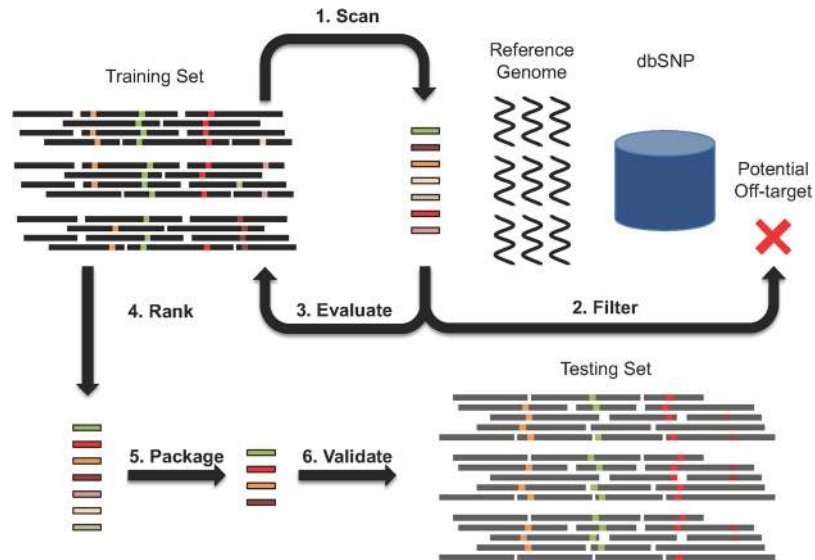 1. Scan
Training Set
Reference
Genome
dbSNP
Potential
Off-target
4. Rank
3. Evaluate
2. Filter
Testing Set
5. Package
6. Validate